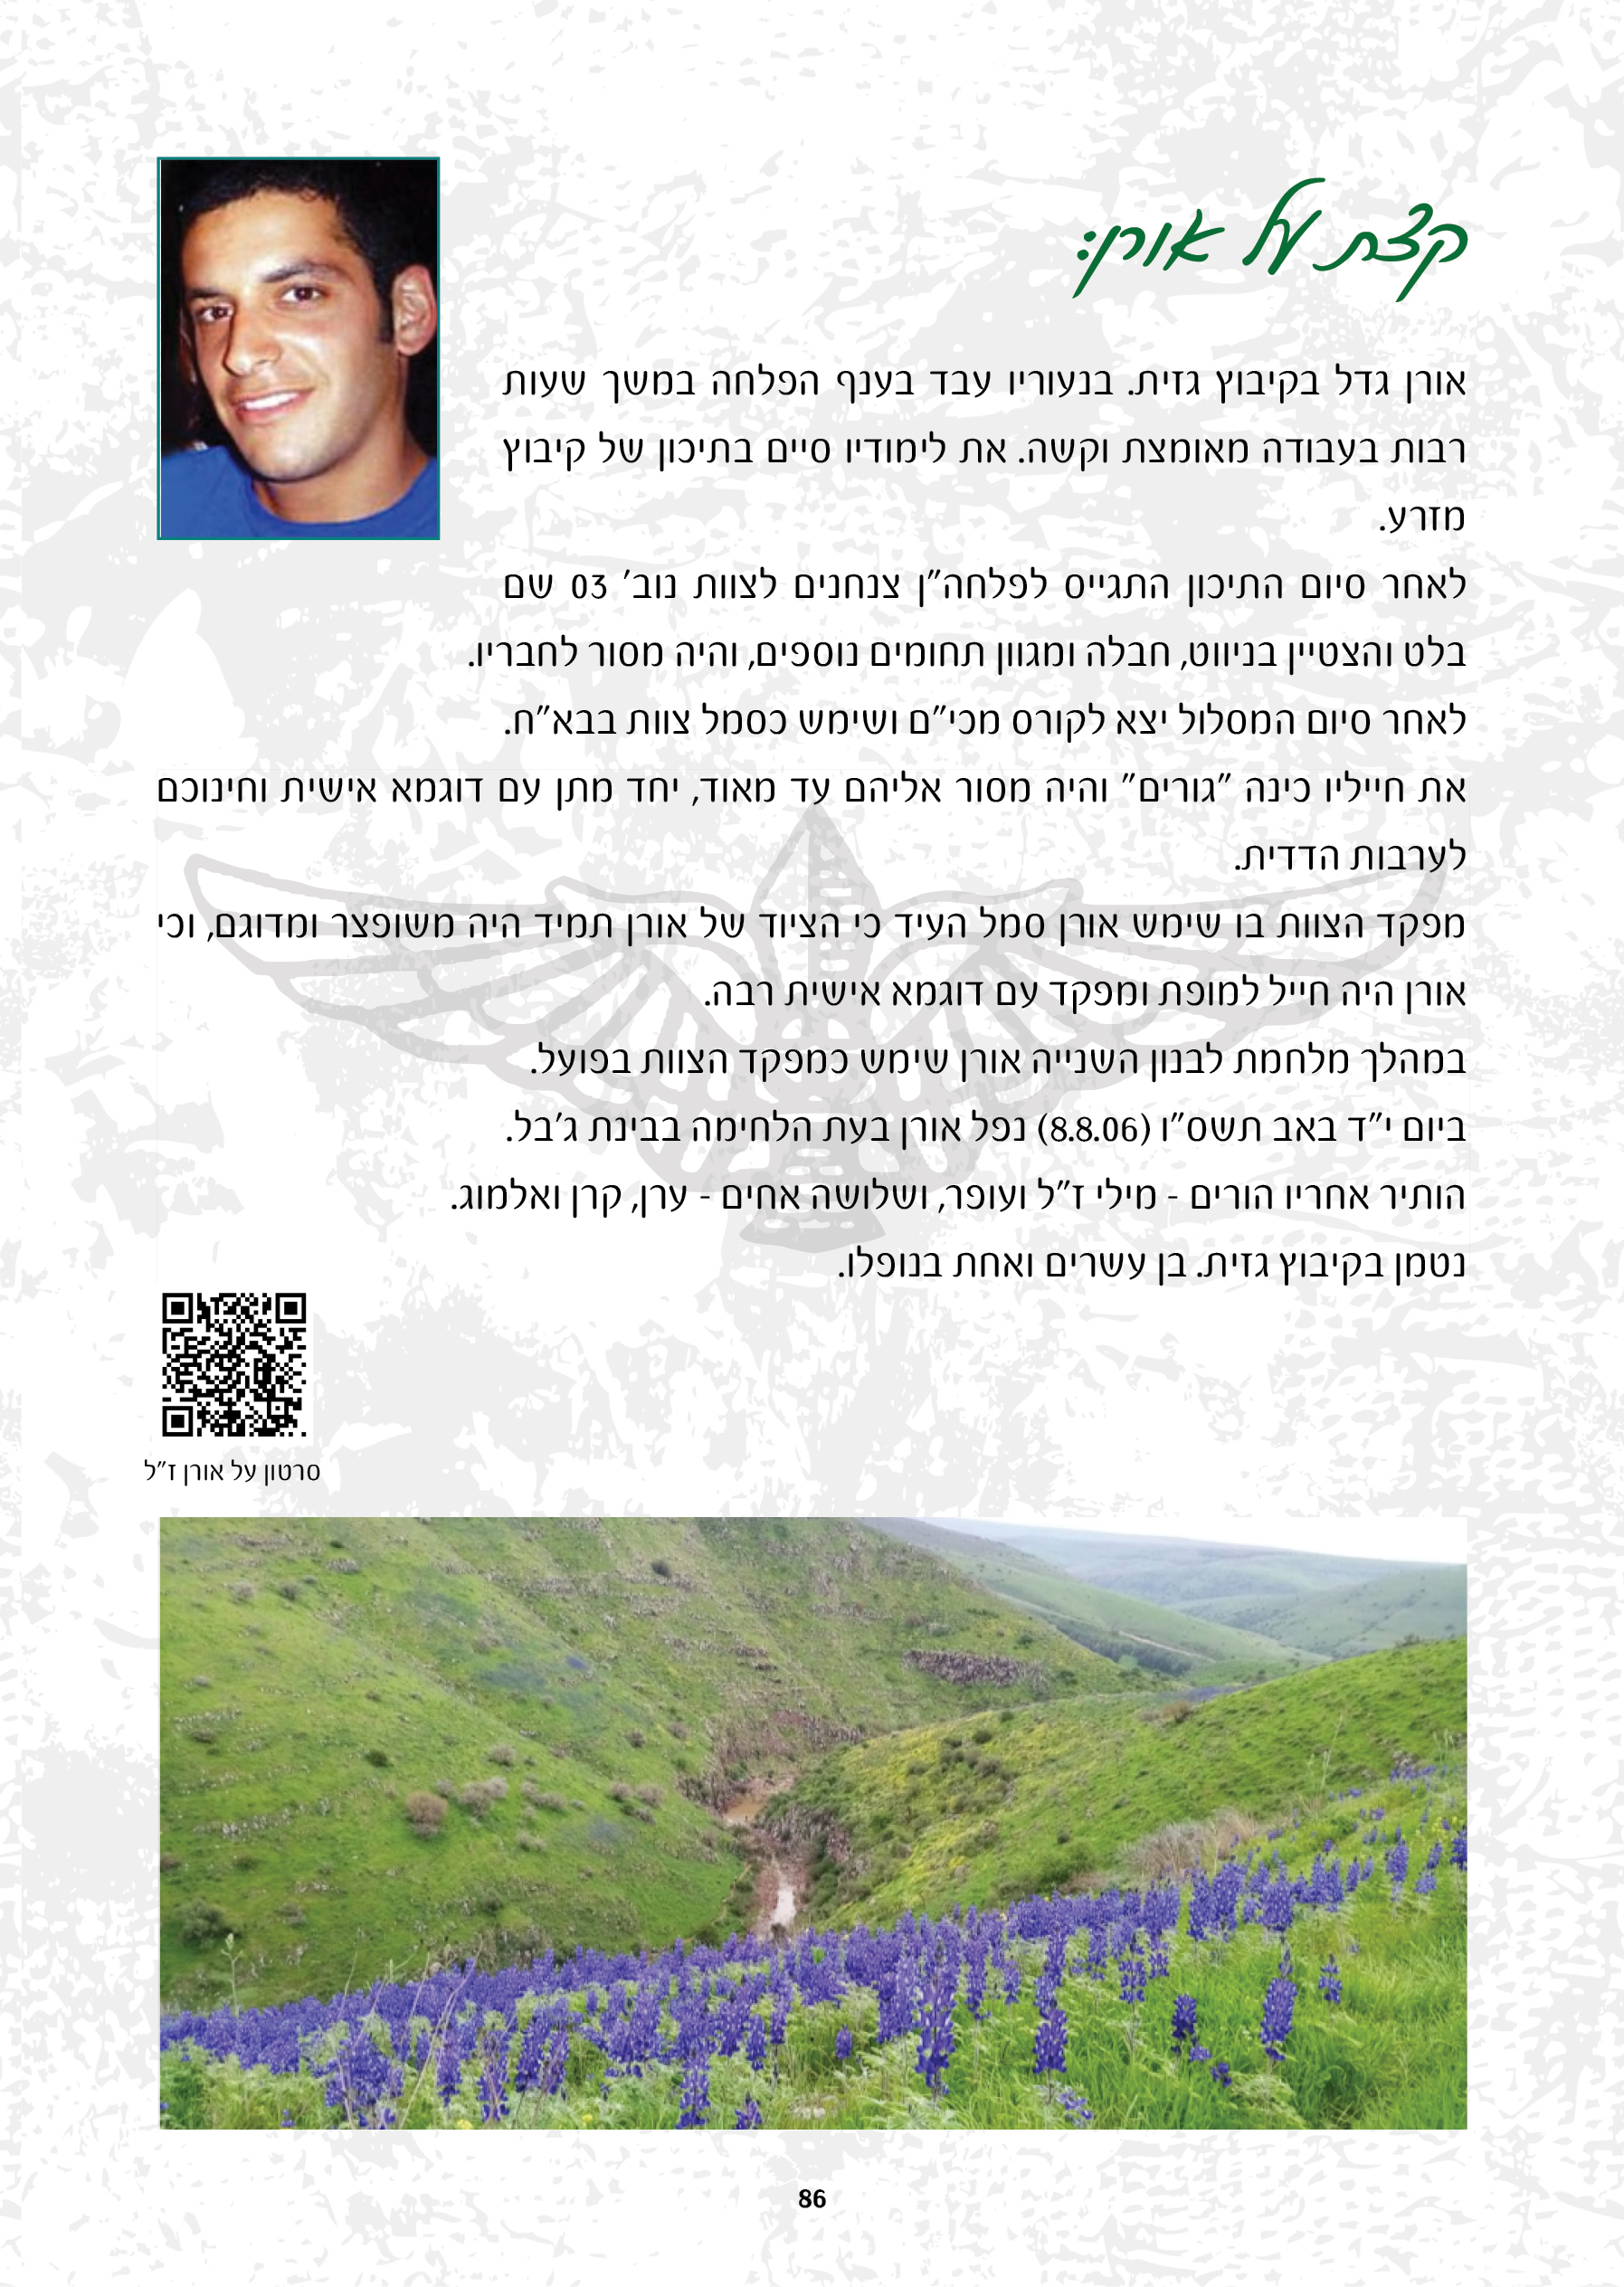 קצת על אורן:
אורן גדל בקיבוץ גזית. בנעוריו עבד בענף הפלחה במשך שעות
רבות בעבודה מאומצת וקשה. את לימודיו סיים בתיכון של קיבוץ
מזרע.
לאחר סיום התיכון התגייס לפלחה"ן צנחנים לצוות נוב' 03 שם
בלט והצטיין בניווט, חבלה ומגוון תחומים נוספים, והיה מסור לחבריו.
לאחר סיום המסלול יצא לקורס מכי"ם ושימש כסמל צוות בבא"ח.
את חייליו כינה "גורים" והיה מסור אליהם עד מאוד, יחד מתן עם דוגמא אישית וחינוכם
לערבות הדדית.
מפקד הצוות בו שימש אורן סמל העיד כי הציוד של אורן תמיד היה משופצר ומדוגם, וכי
אורן היה חייל למופת ומפקד עם דוגמא אישית רבה.
במהלך מלחמת לבנון השנייה אורן שימש כמפקד הצוות בפועל.
ביום י"ד באב תשס"ו (8.8.06) נפל אורן בעת הלחימה בבינת ג'בל.
הותיר אחריו הורים - מילי ז"ל ועופר, ושלושה אחים - ערן, קרן ואלמוג.
נטמן בקיבוץ גזית. בן עשרים ואחת בנופלו.
סרטון על אורן ז"ל
86